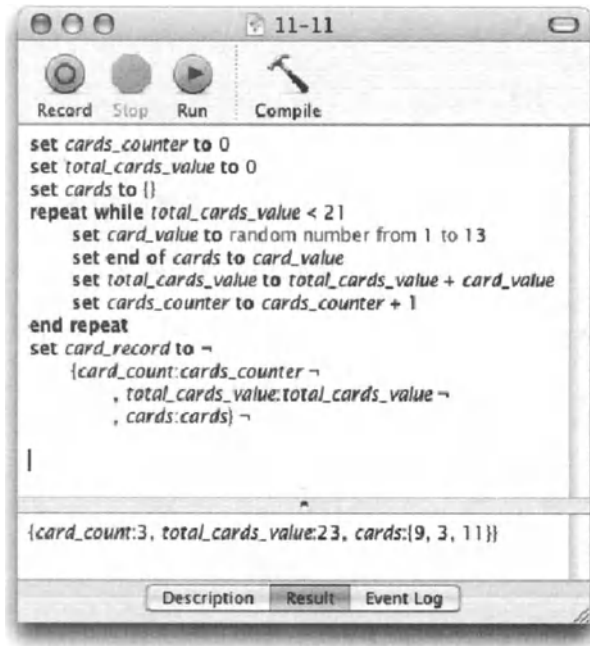 11-11
Record Stop Run Compile
set cards_counter to 0
set total_cards_value to 0
set cards to {}
repeat while total_cards_value < 21
set card_value to random number from 1 to 13
set end of cards to card_value
set total_cards_value to total_cards_value + card_value
set cards_counter to cards_counter + 1
end repeat
set card_record to ¬
{card_count:cards_counter ¬
, total_cards_value:total_cards_value ¬
, cards:cards} ¬
{card_count:3, total_cards_value:23, cards:{9, 3, 11}}
Description Result Event Log